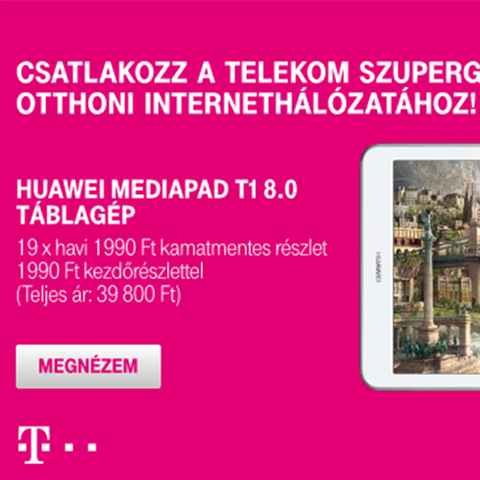 CSATLAKOZZ A TELEKOM SZUPERG
OTTHONI INTERNETHÁLÓZATÁHOZ!
HUAWEI MEDIAPAD T1 8.0
TÁBLAGÉP
19 x havi 1990 Ft kamatmentes részlet
1990 Ft kezdőrészlettel
(Teljes ár: 39 800 Ft)
HUAWEI
MEGNÉZEM
T